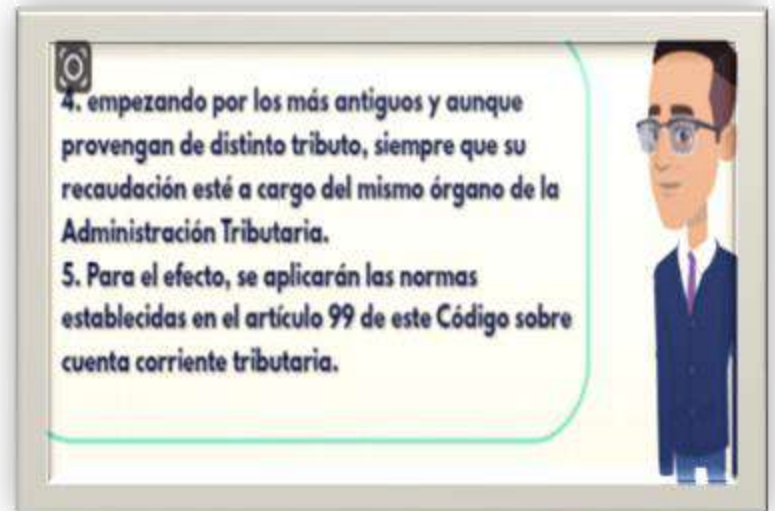 4. empezando por los más antiguos y aunque
provengan de distinto tributo, siempre que su
recaudación esté a cargo del mismo órgano de la
Administración Tributaria.
5. Para el efecto, se aplicarán las normas
establecidas en el artículo 99 de este Código sobre
cuenta corriente tributaria.